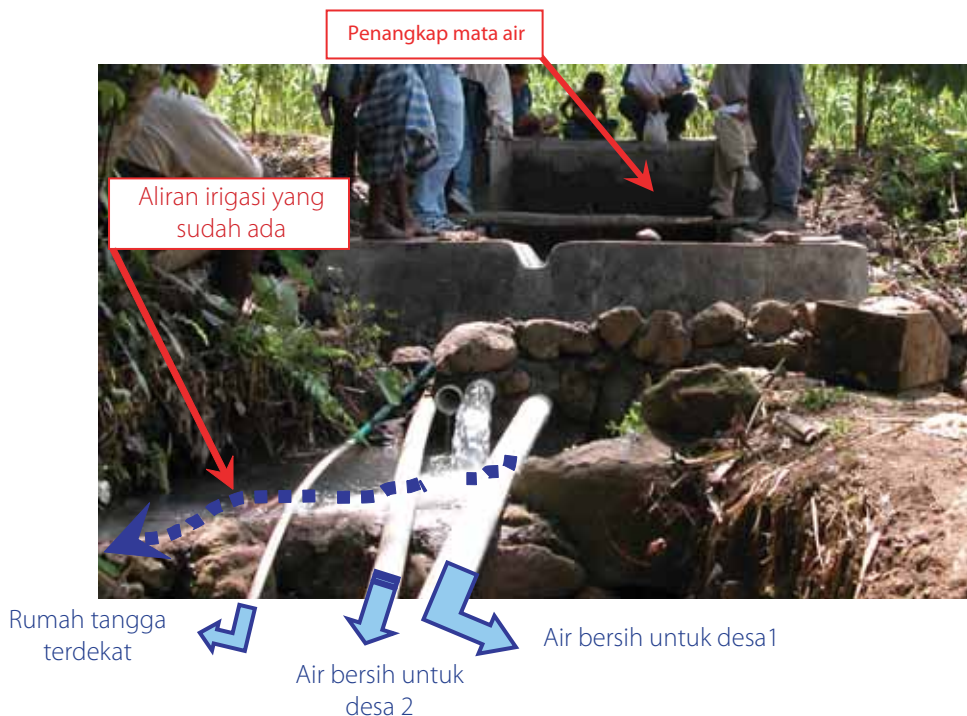 Penangkap mata air
Aliran irigasi yang
sudah ada
Rumah tangga
terdekat
Air bersih untuk
desa 2
Air bersih untuk desa1